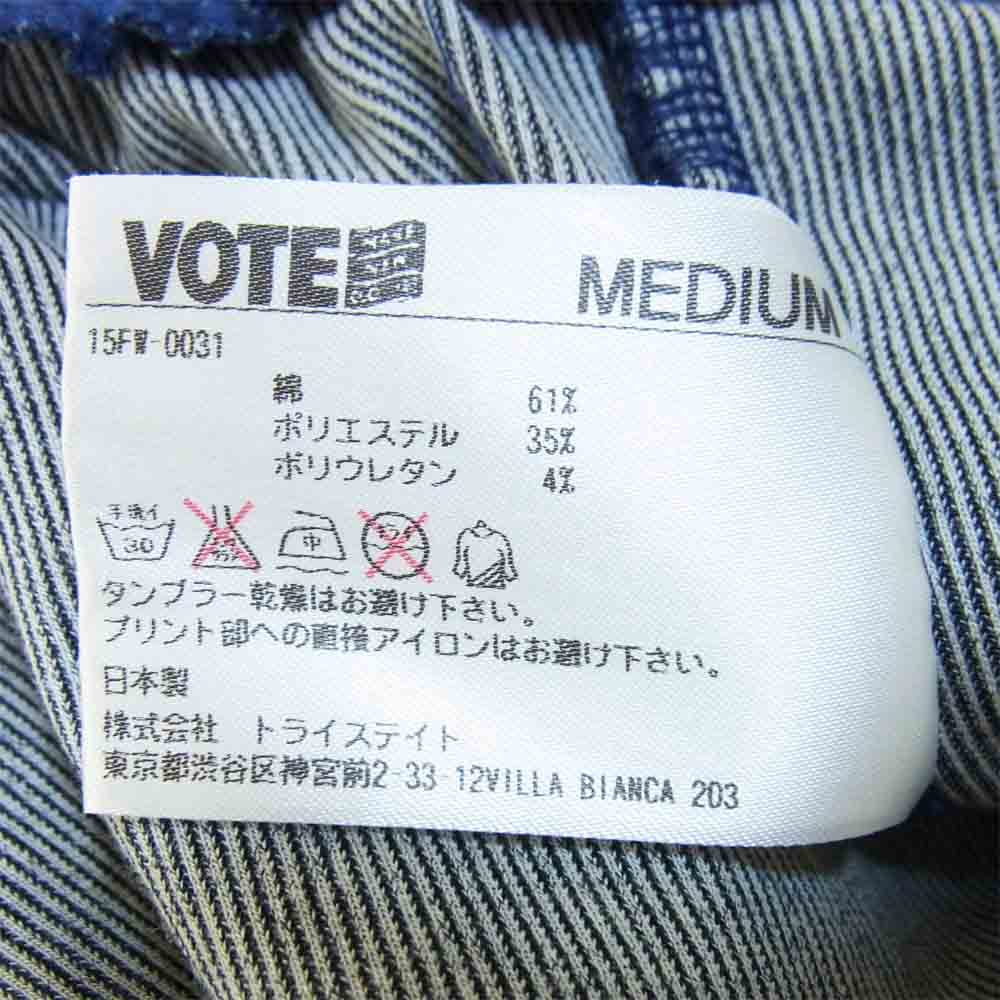 VOTE MEDIUM
15FW-0031
綿 61%
ポリエステル 35%
ポリウレタン 4%
手洗イ
30
中
タンブラー乾燥はお避け下さい。
プリント部への直接アイロンはお避け下さい。
日本製
株式会社 トライステイト
東京都渋谷区神宮前2-33-12VILLA BIANCA 203